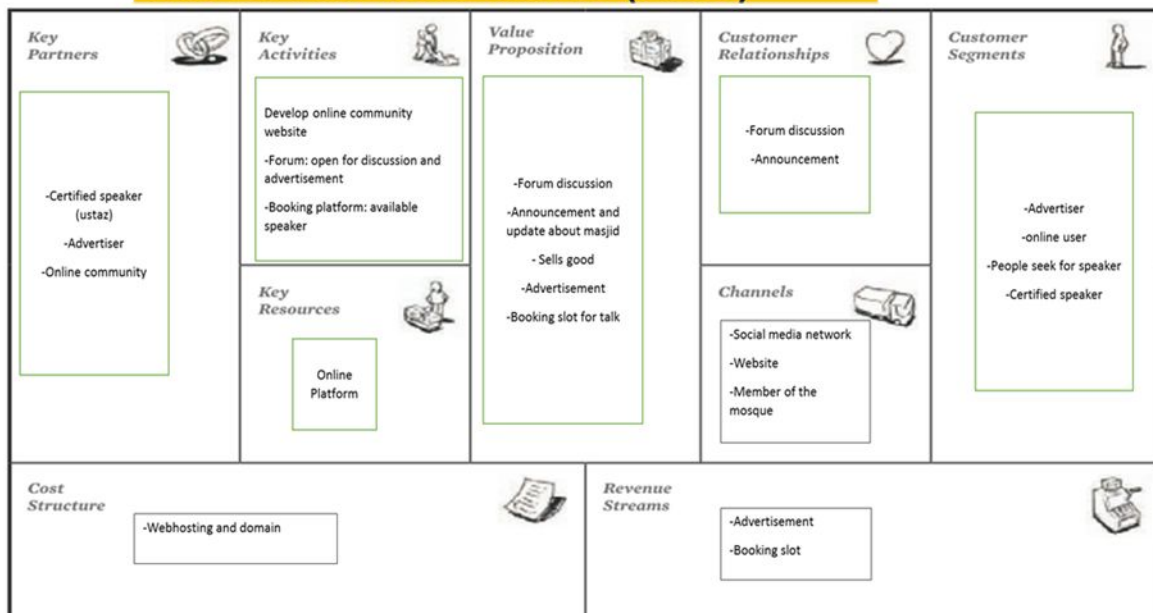 Key
Partners
-Certified speaker
(ustaz)
-Advertiser
-Online community
Key
Activities
Develop online community
website
-Forum: open for discussion and
advertisement
-Booking platform: available
speaker
Key
Resources
Online
Platform
Value
Proposition
-Forum discussion
-Announcement and
update about masjid
- Sells good
-Advertisement
-Booking slot for talk
Customer
Relationships
-Forum discussion
-Announcement
Channels
-Social media network
-Website
-Member of the
mosque
Customer
Segments
-Advertiser
-online user
-People seek for speaker
-Certified speaker
Cost
Structure
-Webhosting and domain
Revenue
Streams
-Advertisement
-Booking slot